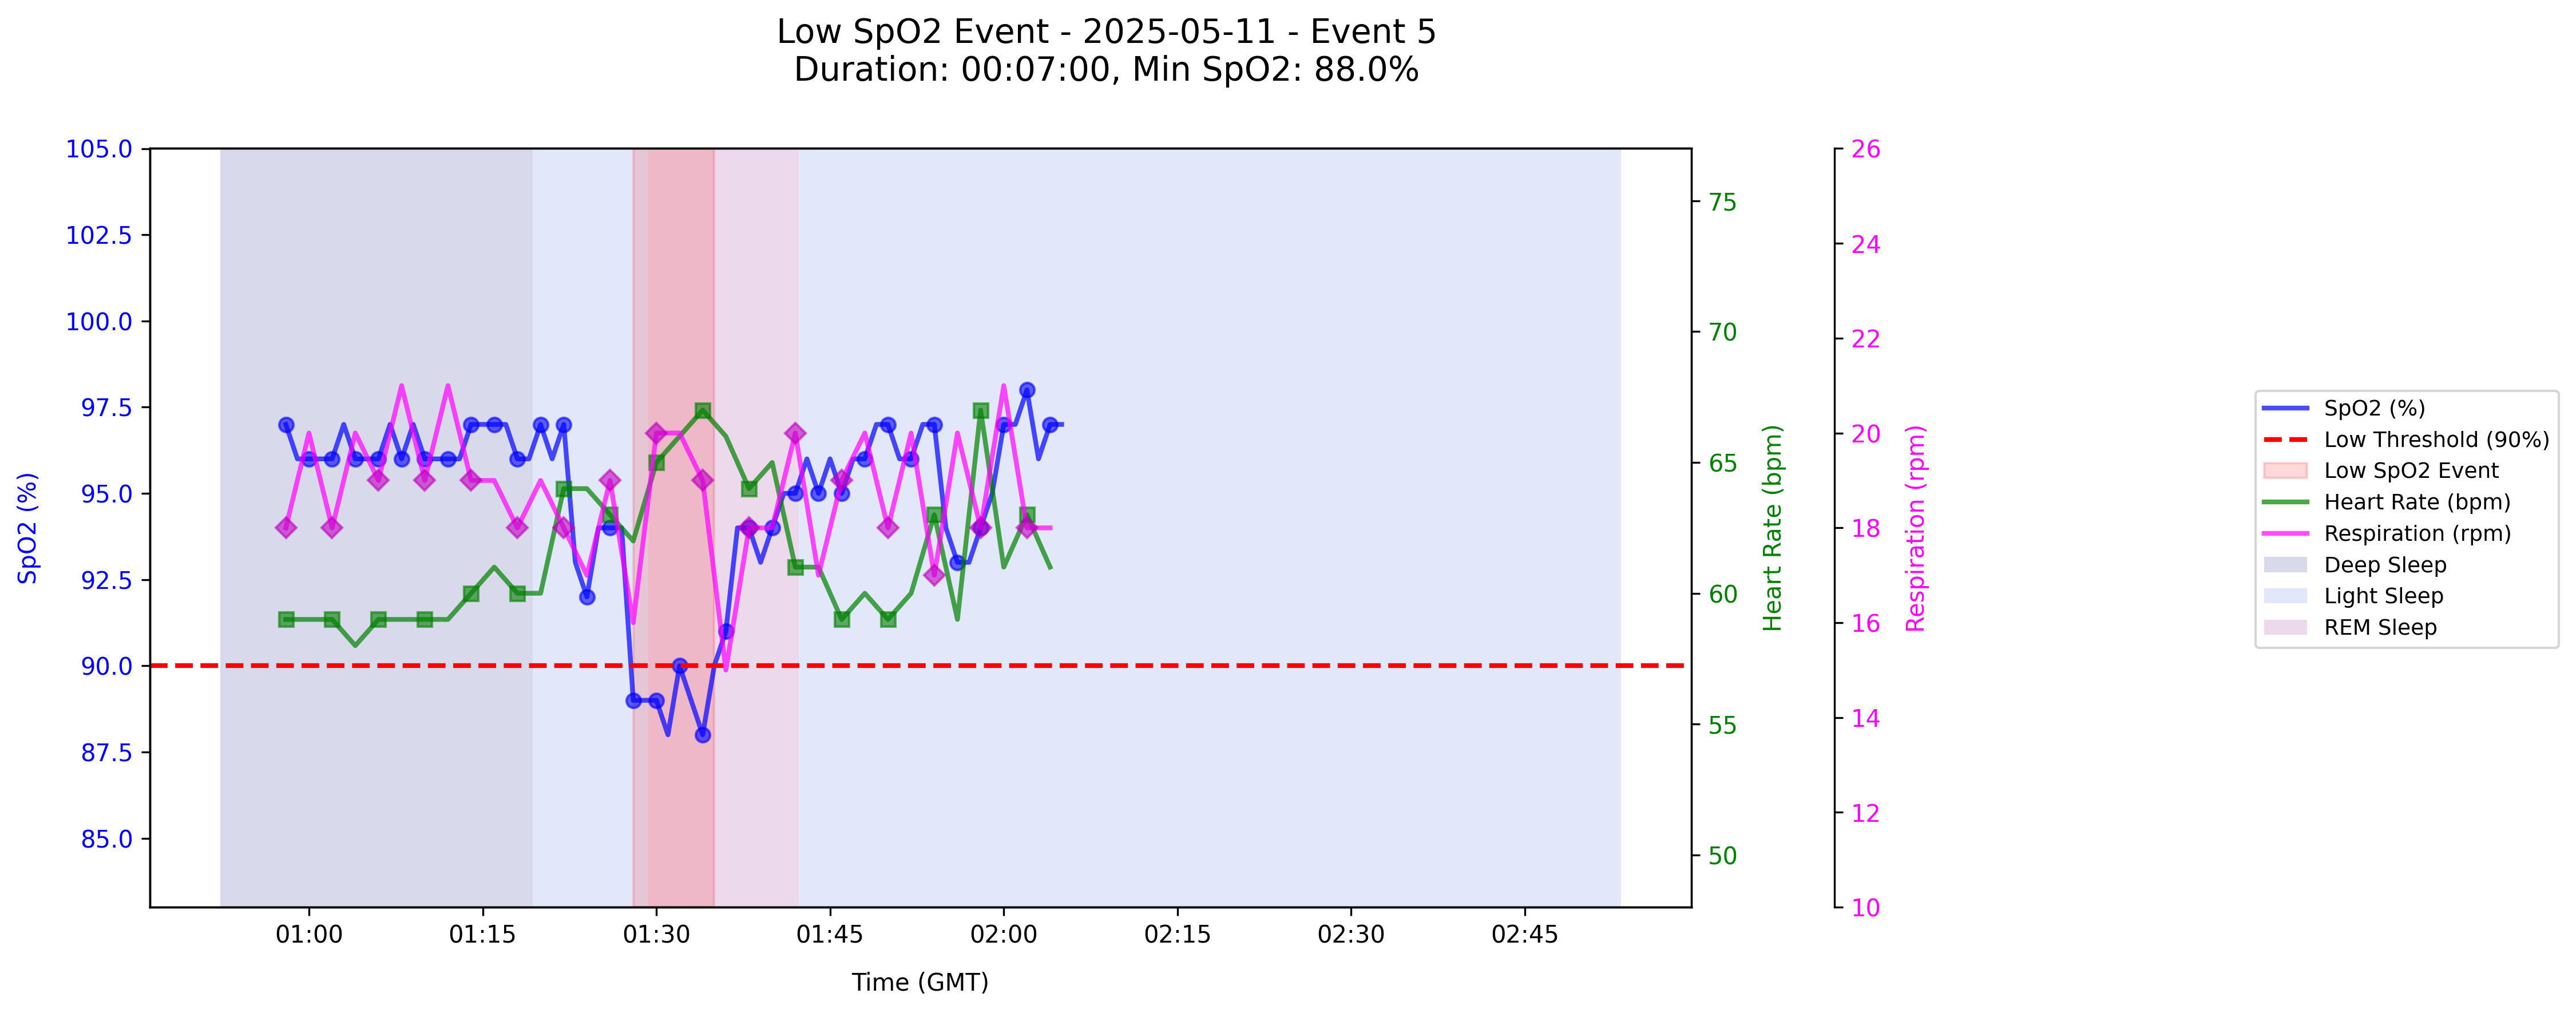 Low SpO2 Event - 2025-05-11 - Event 5
Duration: 00:07:00, Min SpO2: 88.0%
105.0
102.5
100.0
97.5
95.0
92.5
90.0
87.5
85.0
SpO2 (%)
01:00
01:15
01:30
01:45
02:00
02:15
02:30
02:45
Time (GMT)
75
70
65
60
55
50
Heart Rate (bpm)
26
24
22
20
18
16
14
12
10
Respiration (rpm)
SpO2 (%)
Low Threshold (90%)
Low SpO2 Event
Heart Rate (bpm)
Respiration (rpm)
Deep Sleep
Light Sleep
REM Sleep